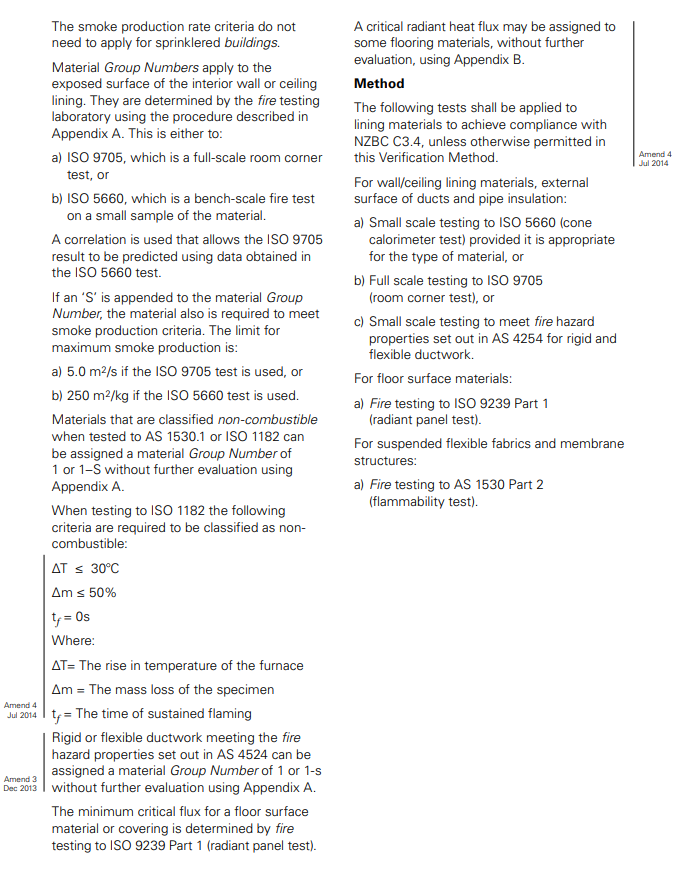 The smoke production rate criteria do not
need to apply for sprinklered buildings.
Material Group Numbers apply to the
exposed surface of the interior wall or ceiling
lining. They are determined by the fire testing
laboratory using the procedure described in
Appendix A. This is either to:
a) ISO 9705, which is a full-scale room corner
test, or
b) ISO 5660, which is a bench-scale fire test
on a small sample of the material.
A correlation is used that allows the ISO 9705
result to be predicted using data obtained in
the ISO 5660 test.
If an ‘S’ is appended to the material Group
Number, the material also is required to meet
smoke production criteria. The limit for
maximum smoke production is:
a) 5.0 m²/s if the ISO 9705 test is used, or
b) 250 m²/kg if the ISO 5660 test is used.
Materials that are classified non-combustible
when tested to AS 1530.1 or ISO 1182 can
be assigned a material Group Number of
1 or 1–S without further evaluation using
Appendix A.
When testing to ISO 1182 the following
criteria are required to be classified as non-
combustible:
ΔT ≤ 30ºC
Δm ≤ 50%
tf = 0s
Where:
ΔT= The rise in temperature of the furnace
Δm = The mass loss of the specimen
Amend 4
Jul 2014
tf = The time of sustained flaming
Rigid or flexible ductwork meeting the fire
hazard properties set out in AS 4524 can be
assigned a material Group Number of 1 or 1-s
without further evaluation using Appendix A.
Amend 3
Dec 2013
The minimum critical flux for a floor surface
material or covering is determined by fire
testing to ISO 9239 Part 1 (radiant panel test).
A critical radiant heat flux may be assigned to
some flooring materials, without further
evaluation, using Appendix B.
Method
The following tests shall be applied to
lining materials to achieve compliance with
NZBC C3.4, unless otherwise permitted in
this Verification Method.
Amend 4
Jul 2014
For wall/ceiling lining materials, external
surface of ducts and pipe insulation:
a) Small scale testing to ISO 5660 (cone
calorimeter test) provided it is appropriate
for the type of material, or
b) Full scale testing to ISO 9705
(room corner test), or
c) Small scale testing to meet fire hazard
properties set out in AS 4254 for rigid and
flexible ductwork.
For floor surface materials:
a) Fire testing to ISO 9239 Part 1
(radiant panel test).
For suspended flexible fabrics and membrane
structures:
a) Fire testing to AS 1530 Part 2
(flammability test).